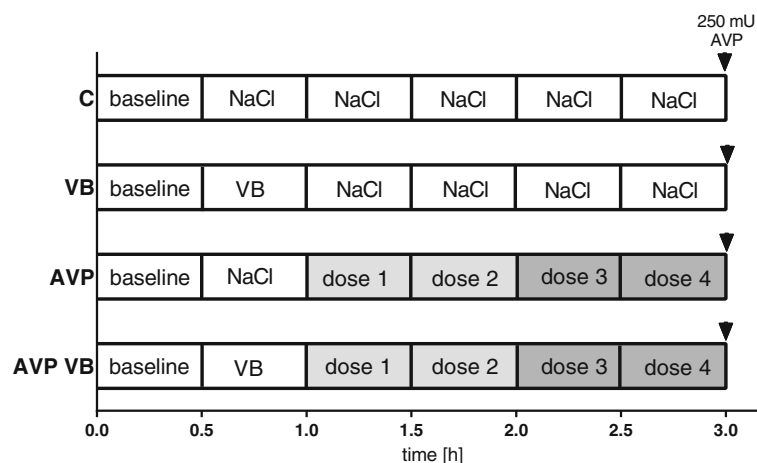 250 mU
AVP
C baseline NaCl NaCl NaCl NaCl NaCl
VB baseline VB NaCl NaCl NaCl NaCl
AVP baseline NaCl dose 1 dose 2 dose 3 dose 4
AVP VB baseline VB dose 1 dose 2 dose 3 dose 4
0.0 0.5 1.0 1.5 2.0 2.5 3.0
time [h]